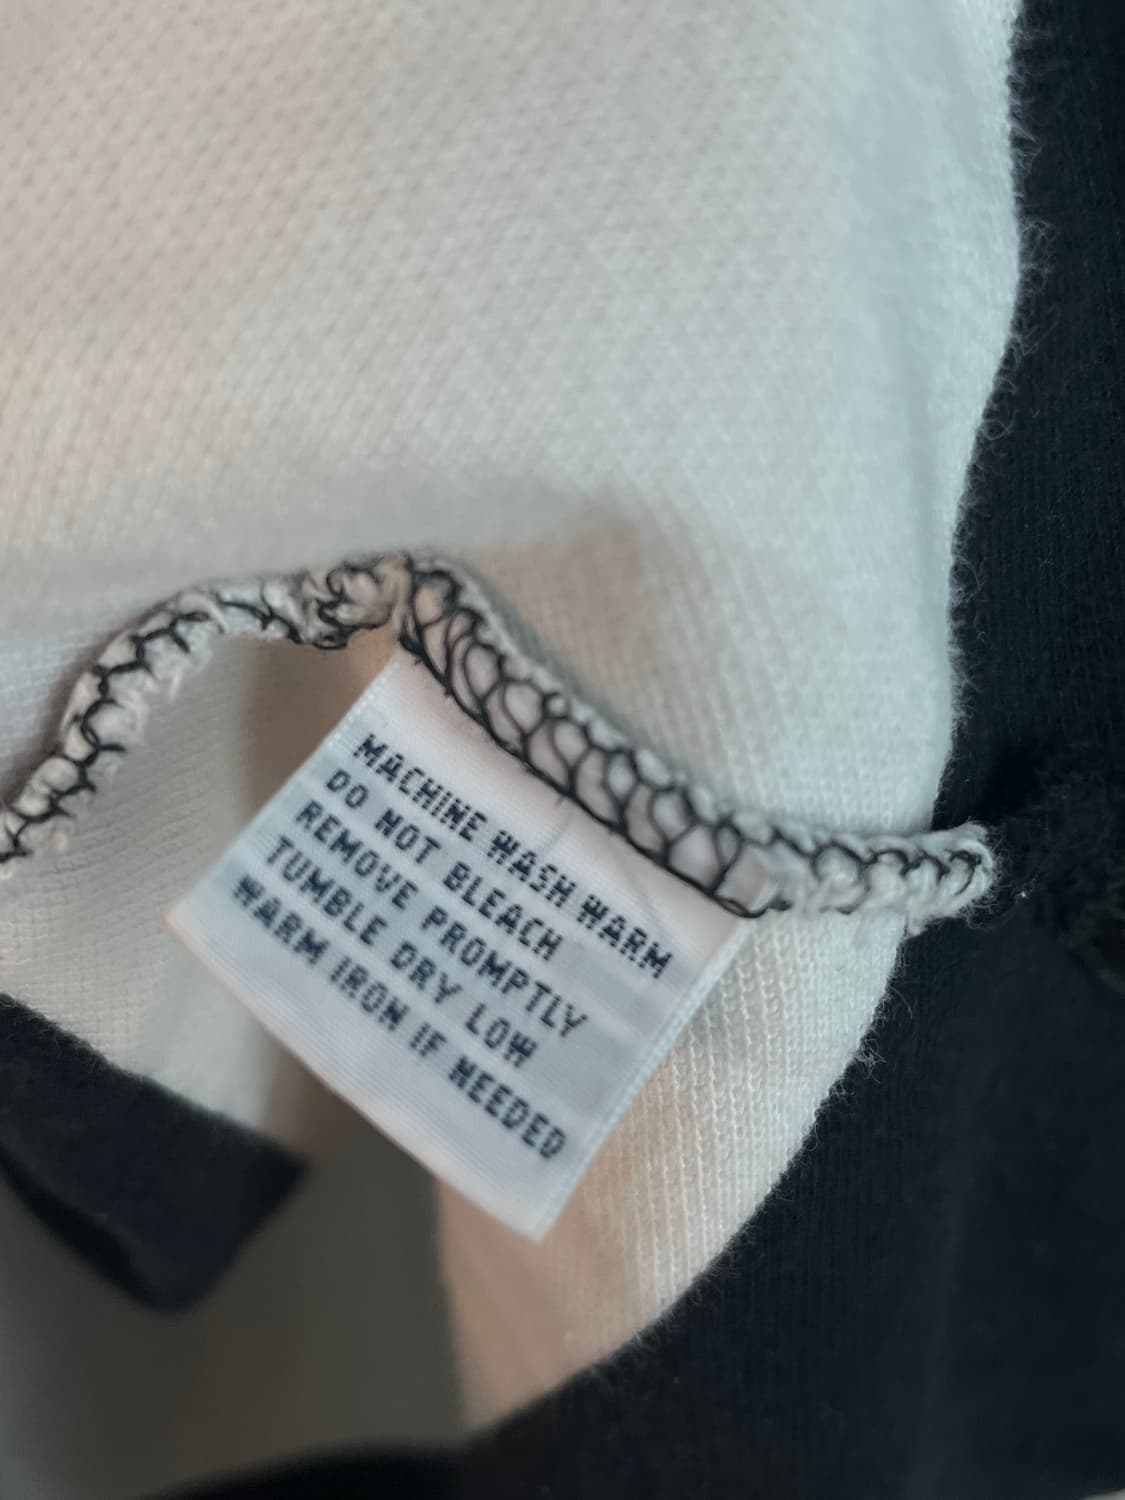 MACHINE WASH WARM
DO NOT BLEACH
REMOVE PROMPTLY
TUMBLE DRY LOW
WARM IRON IF NEEDED